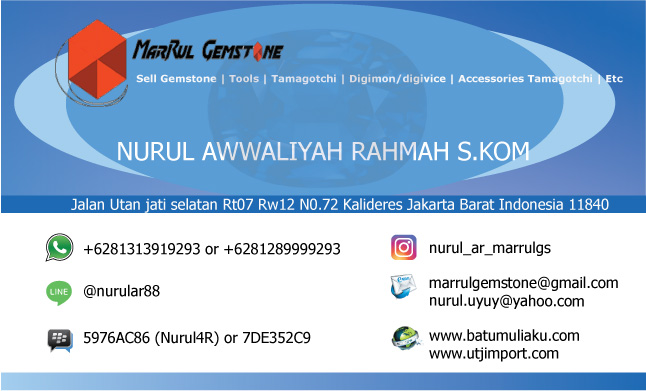 MarRul Gemstone
Sell Gemstone | Tools | Tamagotchi | Digimon/digivice | Accessories Tamagotchi | Etc
NURUL AWWALIYAH RAHMAH S.KOM
Jalan Utan jati selatan Rt07 Rw12 N0.72 Kalideres Jakarta Barat Indonesia 11840
+6281313919293 or +6281289999293
nurul_ar_marrulgs
LINE
@nurular88
marrulgemstone@gmail.com
nurul.uyuy@yahoo.com
5976AC86 (Nurul4R) or 7DE352C9
www.batumuliaku.com
www.utjimport.com